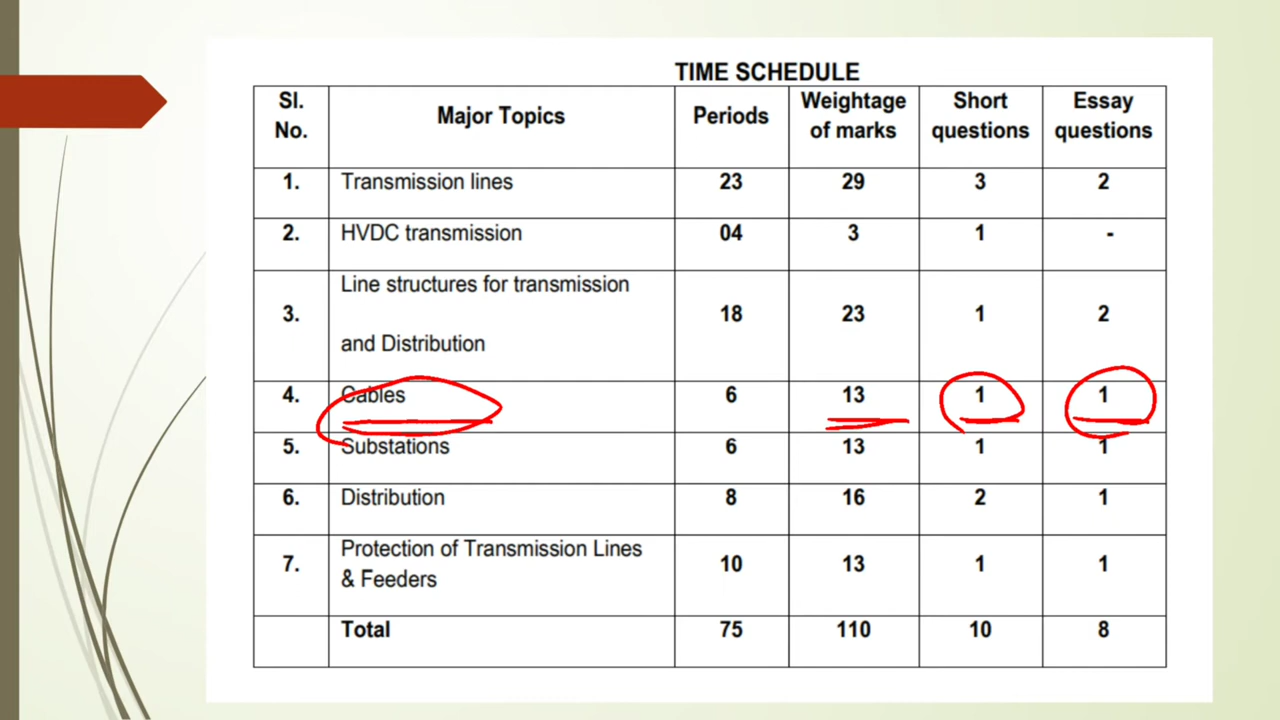 TIME SCHEDULE
Sl. No. Major Topics Periods Weightage of marks Short questions Essay questions
1. Transmission lines 23 29 3 2
2. HVDC transmission 04 3 1 -
3. Line structures for transmission and Distribution 18 23 1 2
4. Cables 6 13 1 1
5. Substations 6 13 1 1
6. Distribution 8 16 2 1
7. Protection of Transmission Lines & Feeders 10 13 1 1
Total 75 110 10 8